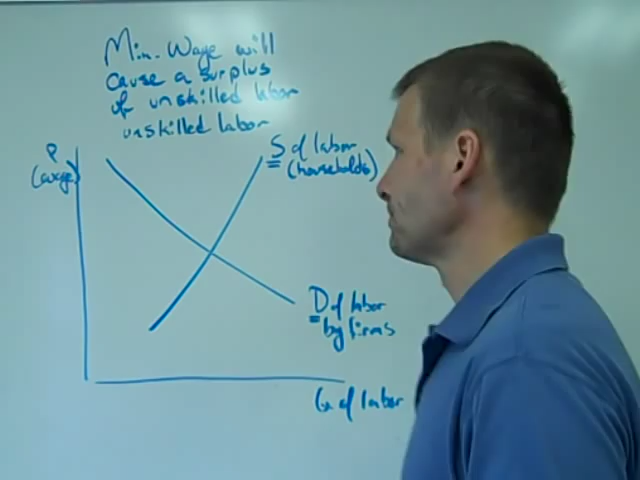 Min. Wage will
cause a surplus
of unskilled labor
unskilled labor
P
(wage)
S of labor
(households)
D of labor
by firms
Q of labor